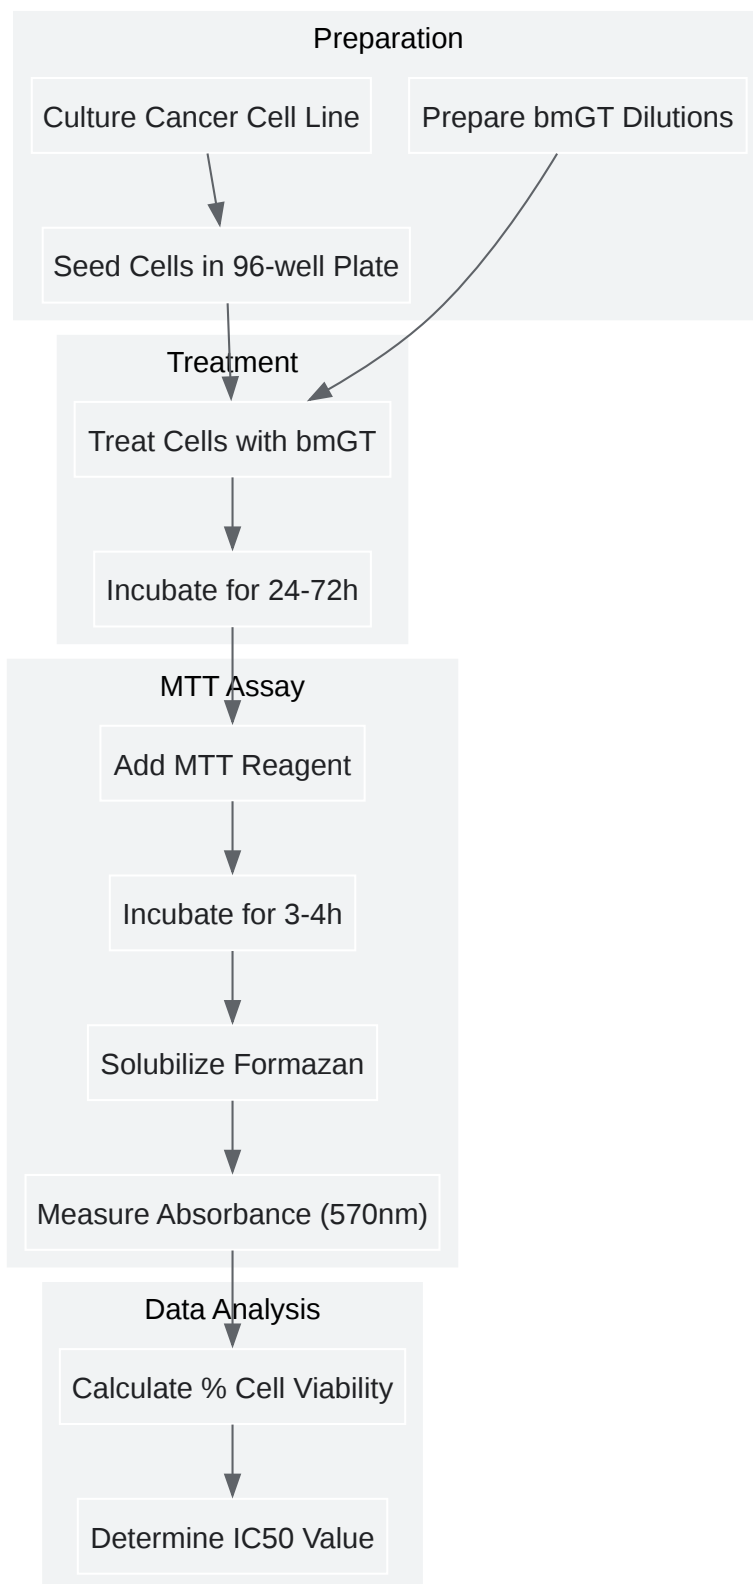 Preparation
Culture Cancer Cell Line
Prepare bmGT Dilutions
Seed Cells in 96-well Plate
Treatment
Treat Cells with bmGT
Incubate for 24-72h
MTT Assay
Add MTT Reagent
Incubate for 3-4h
Solubilize Formazan
Measure Absorbance (570nm)
Data Analysis
Calculate % Cell Viability
Determine IC50 Value